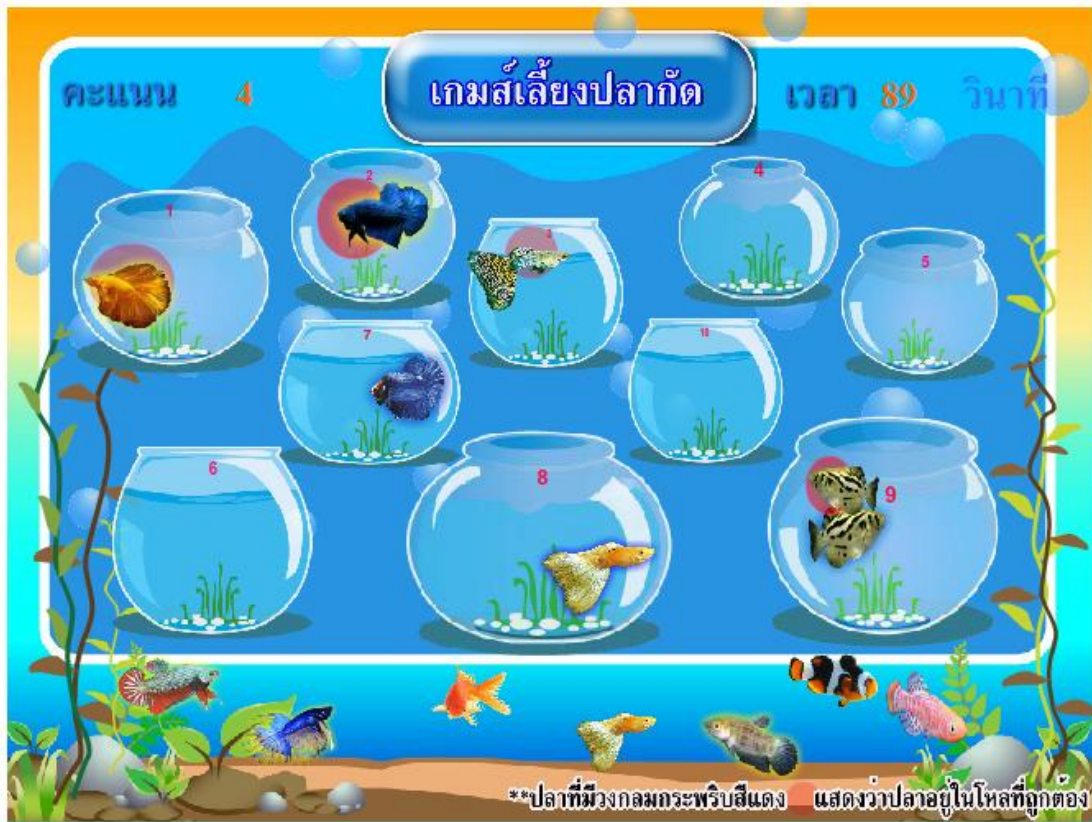 เกมส์เลี้ยงปลากัด
คะแนน 4
เวลา 89 วินาที
1
2
3
4
5
7
10
6
8
9
**ปลาที่มีวงกลมกระพริบสีแดง แสดงว่าปลาอยู่ในโหลที่ถูกต้อง